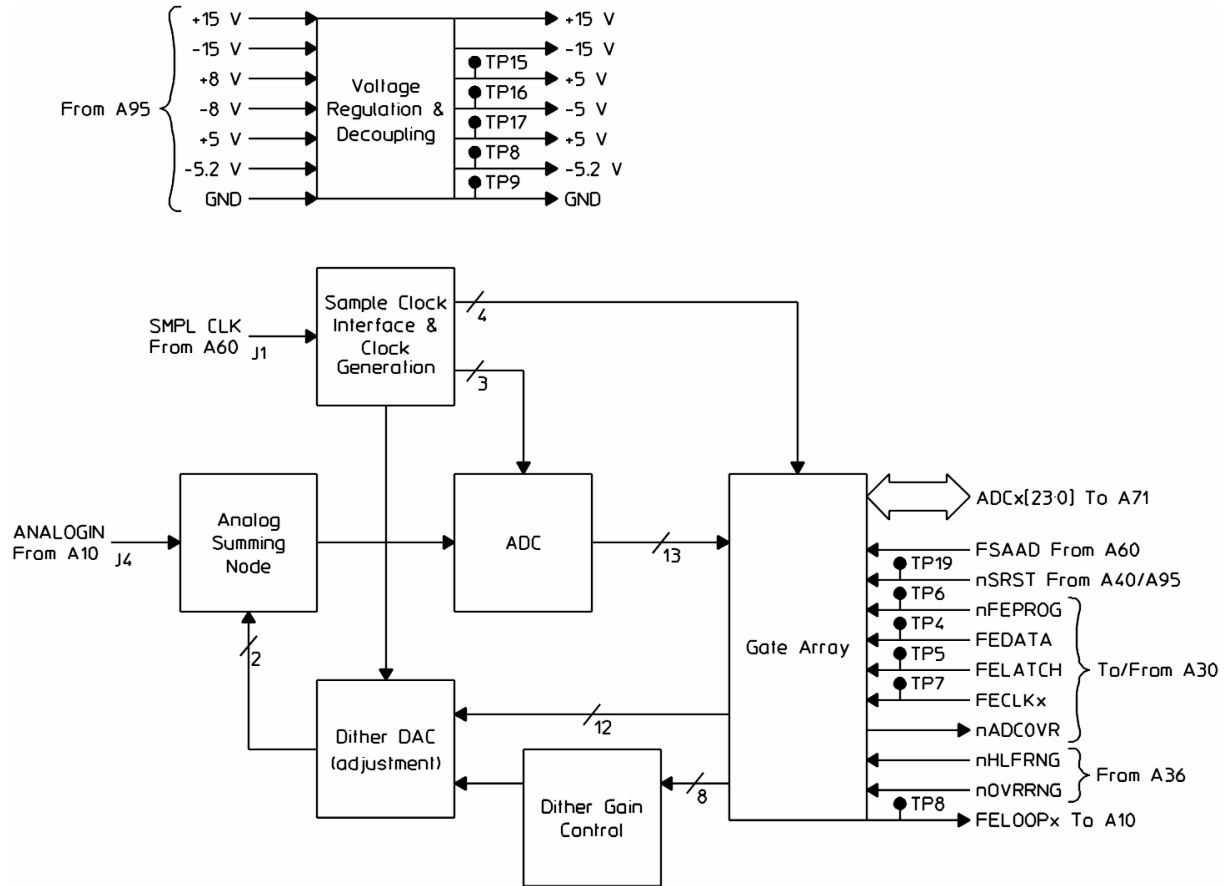 +15 V
+15 V
-15 V
-15 V
TP15
+8 V
+5 V
Voltage
Regulation &
Decoupling
TP16
From A95
-8 V
-5 V
TP17
+5 V
+5 V
TP8
-5.2 V
-5.2 V
TP9
GND
GND
Sample Clock
Interface &
Clock
Generation
4
SMPL CLK
From A60
J1
3
ADCx[23:0] To A71
ANALOGIN
From A10
J4
Analog
Summing
Node
ADC
13
FSAAD From A60
TP19
nSRST From A40/A95
TP6
nFEPROG
TP4
FEDATA
Gate Array
TP5
FELATCH
To/From A30
TP7
FECLKx
2
12
nADCOVR
Dither DAC
(adjustment)
nHLFRNG
From A36
nOVRRNG
8
Dither Gain
Control
TP8
FELOOPx To A10